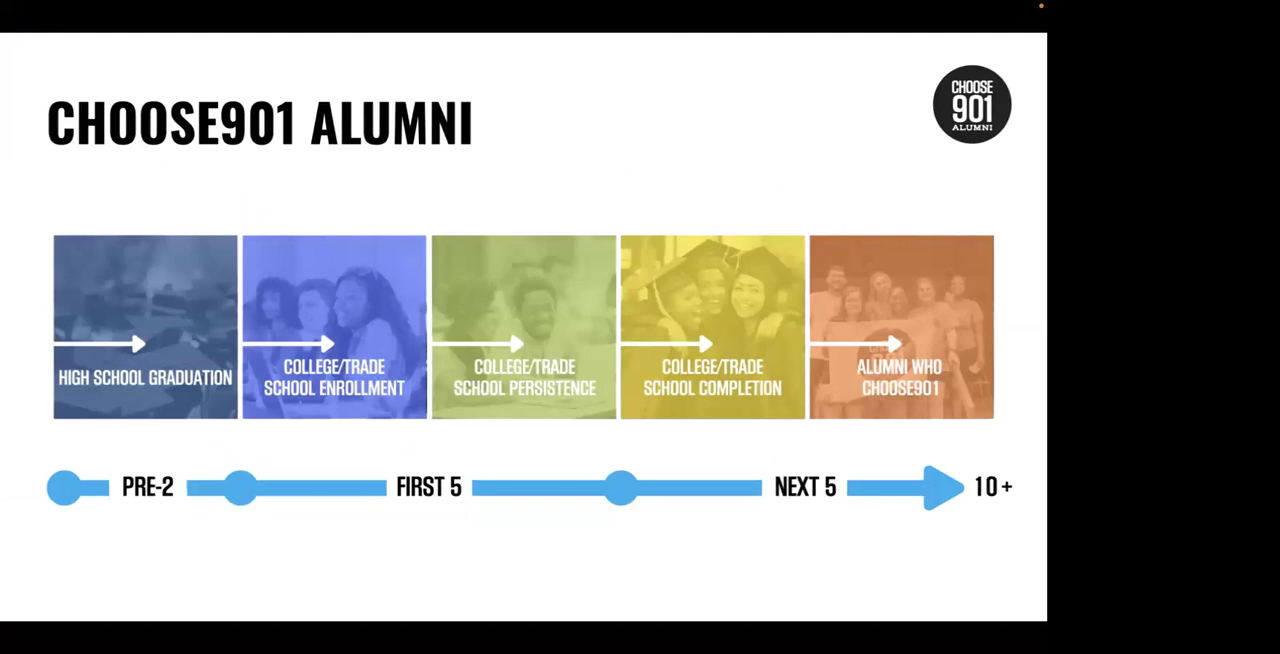 CHOOSE901 ALUMNI
CHOOSE
901
ALUMNI
HIGH SCHOOL GRADUATION
COLLEGE/TRADE
SCHOOL ENROLLMENT
COLLEGE/TRADE
SCHOOL PERSISTENCE
COLLEGE/TRADE
SCHOOL COMPLETION
ALUMNI WHO
CHOOSE901
PRE-2
FIRST 5
NEXT 5
10+